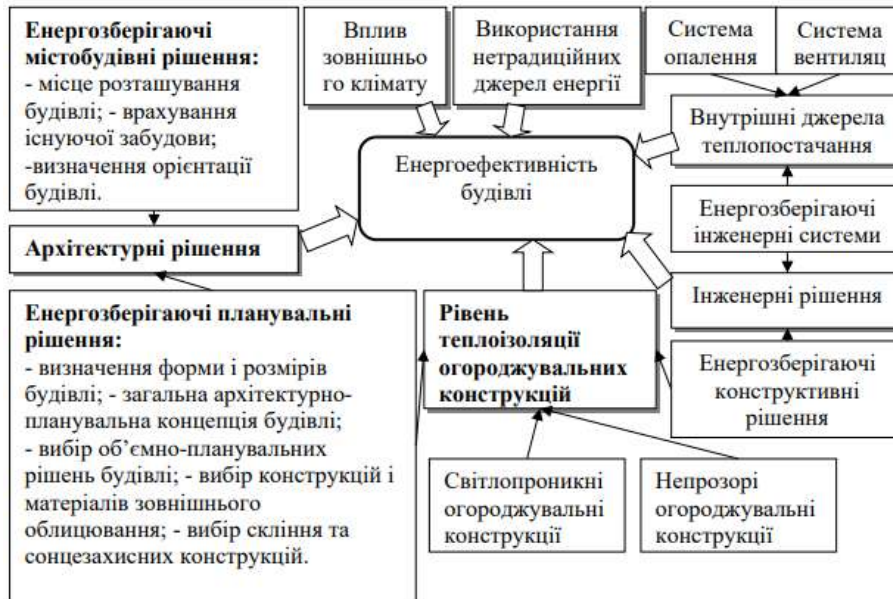 Енергозберігаючі
містобудівні рішення:
- місце розташування
будівлі; - врахування
існуючої забудови;
-визначення орієнтації
будівлі.
Вплив
зовнішньо
го клімату
Використання
нетрадиційних
джерел енергії
Система
опалення
Система
вентиляц
Внутрішні джерела
теплопостачання
Енергоефективність
будівлі
Енергозберігаючі
інженерні системи
Архітектурні рішення
Інженерні рішення
Енергозберігаючі планувальні
рішення:
- визначення форми і розмірів
будівлі; - загальна архітектурно-
планувальна концепція будівлі;
- вибір об’ємно-планувальних
рішень будівлі; - вибір конструкцій і
матеріалів зовнішнього
облицювання; - вибір скління та
сонцезахисних конструкцій.
Рівень
теплоізоляції
огороджувальних
конструкцій
Енергозберігаючі
конструктивні
рішення
Світлопроникні
огороджувальні
конструкції
Непрозорі
огороджувальні
конструкції